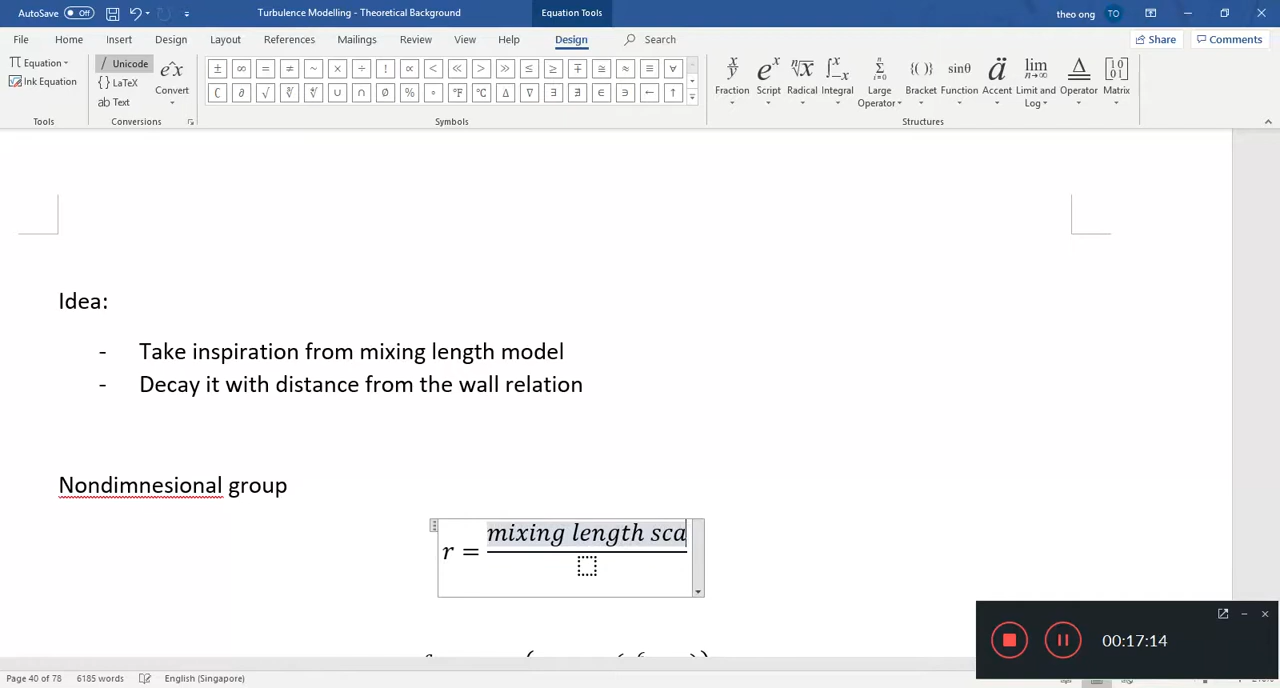 AutoSave Off Turbulence Modelling - Theoretical Background Equation Tools theo ong TO
File Home Insert Design Layout References Mailings Review View Help Design Search Share Comments
π Equation / Unicode Fraction Script Radical Integral Large Operator Bracket Function Limit and Log Operator Matrix Accent
Ink Equation { } LaTeX Convert
ab Text
± ∞ = ≠ ~ × ÷ ! ∝ < ≪ > ≫ ≤ ≥ ∓ ≅ ≈ ≡ ∀
∁ ∂ √ ∛ ∜ ∪ ∩ ∅ % ° °F °C ∆ ∇ ∃ ∄ ∈ ∋ ← ↑
Tools Conversions Symbols Structures
Idea:
- Take inspiration from mixing length model
- Decay it with distance from the wall relation
Nondimnesional group
r = mixing length sca
00:17:14
Page 40 of 78 6185 words English (Singapore)